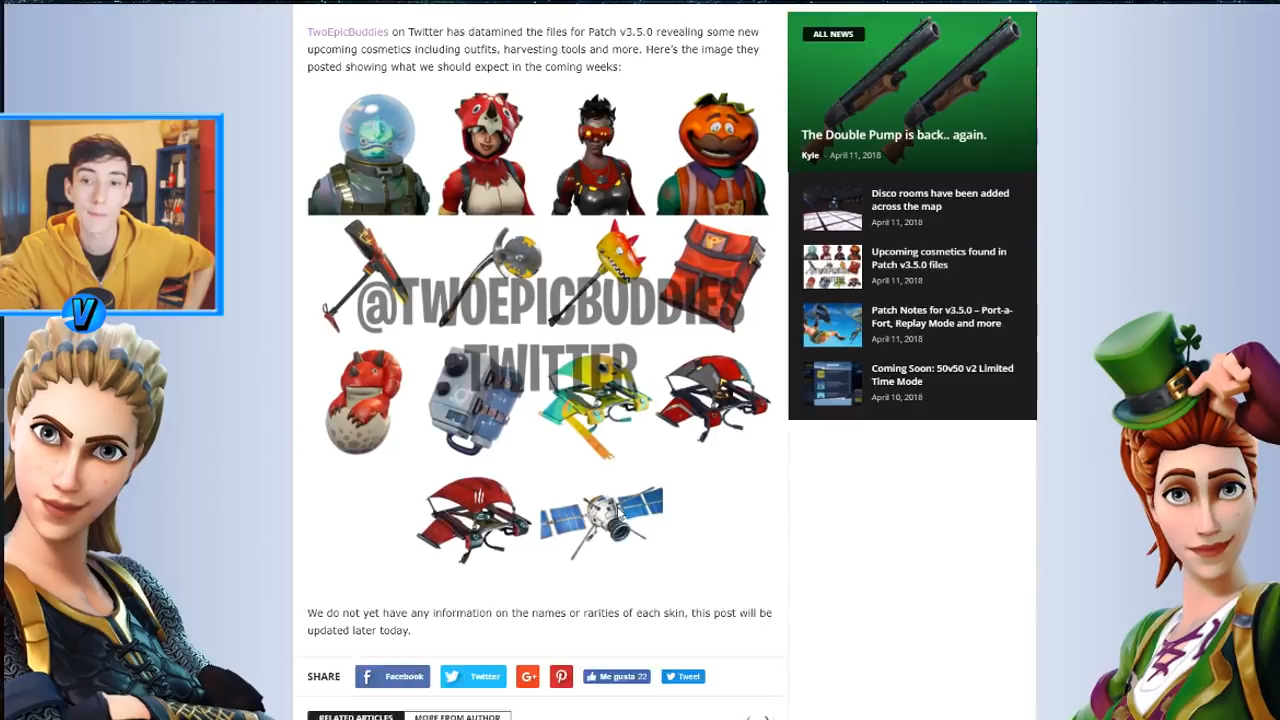 TwoEpicBuddies on Twitter has datamined the files for Patch v3.5.0 revealing some new
upcoming cosmetics including outfits, harvesting tools and more. Here's the image they
posted showing what we should expect in the coming weeks:
@TWOEPICBUDDIES
TWITTER
We do not yet have any information on the names or rarities of each skin, this post will be
updated later today.
SHARE
Facebook
Twitter
G+
Me gusta 22
Tweet
RELATED ARTICLES
MORE FROM AUTHOR
ALL NEWS
The Double Pump is back.. again.
Kyle - April 11, 2018
Disco rooms have been added
across the map
April 11, 2018
Upcoming cosmetics found in
Patch v3.5.0 files
April 11, 2018
Patch Notes for v3.5.0 – Port-a-
Fort, Replay Mode and more
April 11, 2018
Coming Soon: 50v50 v2 Limited
Time Mode
April 10, 2018
V